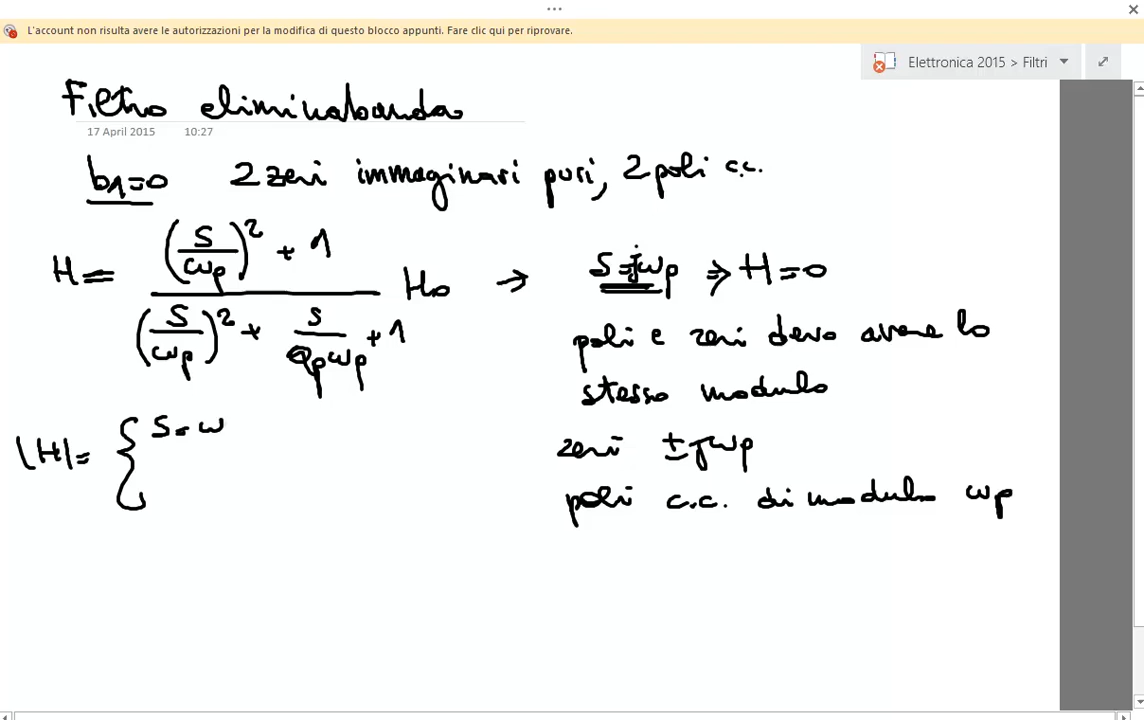 L'account non risulta avere le autorizzazioni per la modifica di questo blocco appunti. Fare clic qui per riprovare.
Elettronica 2015 > Filtri
Filtro eliminabanda
17 April 2015 10:27
b1=0 2 zeri immaginari puri, 2 poli c.c.
H = ((s/ωp)² + 1) / ((s/ωp)² + s/(Qpωp) + 1) H0 → s=jωp ⇒ H=0
poli e zeri devo avere lo
stesso modulo
zeri ±jωp
poli c.c. di modulo ωp
|H|= { s=ω